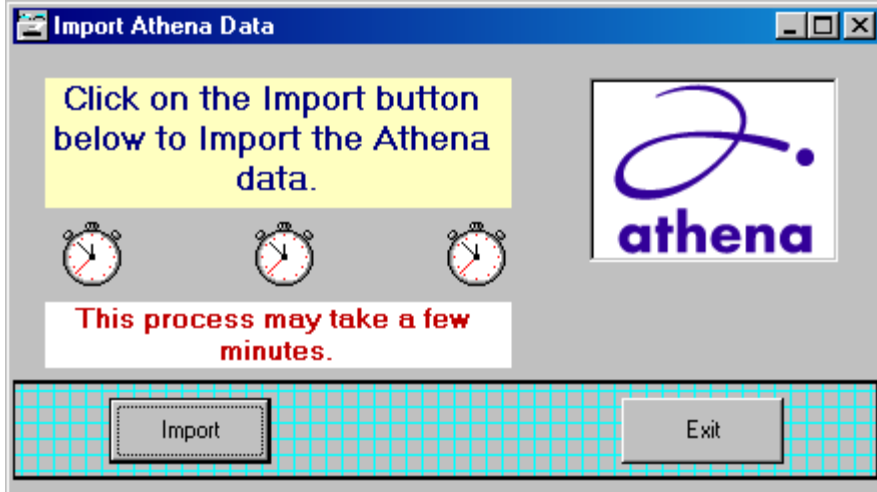 Import Athena Data
Click on the Import button
below to Import the Athena
data.
athena
This process may take a few
minutes.
Import
Exit